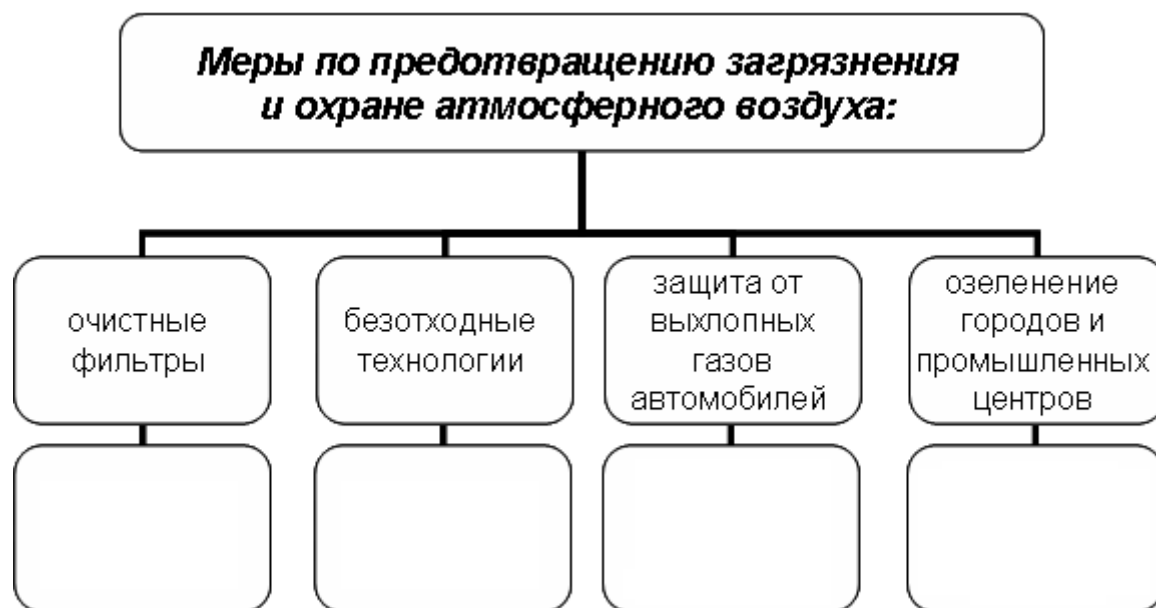 Меры по предотвращению загрязнения
и охране атмосферного воздуха:
очистные
фильтры
безотходные
технологии
защита от
выхлопных
газов
автомобилей
озеленение
городов и
промышленных
центров